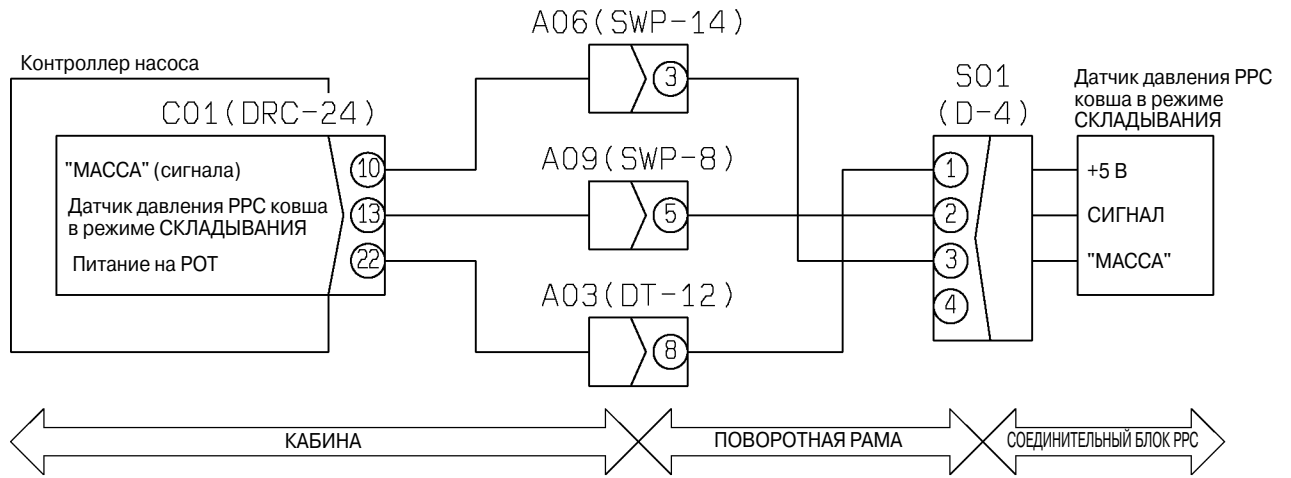 A06(SWP-14)
Контроллер насоса
C01(DRC-24)
"МАССА" (сигнала)
10
Датчик давления PPC ковша
в режиме СКЛАДЫВАНИЯ
13
Питание на POT
22
3
A09(SWP-8)
5
A03(DT-12)
8
S01
(D-4)
1
2
3
4
Датчик давления PPC
ковша в режиме
СКЛАДЫВАНИЯ
+5 В
СИГНАЛ
"МАССА"
КАБИНА
ПОВОРОТНАЯ РАМА
СОЕДИНИТЕЛЬНЫЙ БЛОК PPC